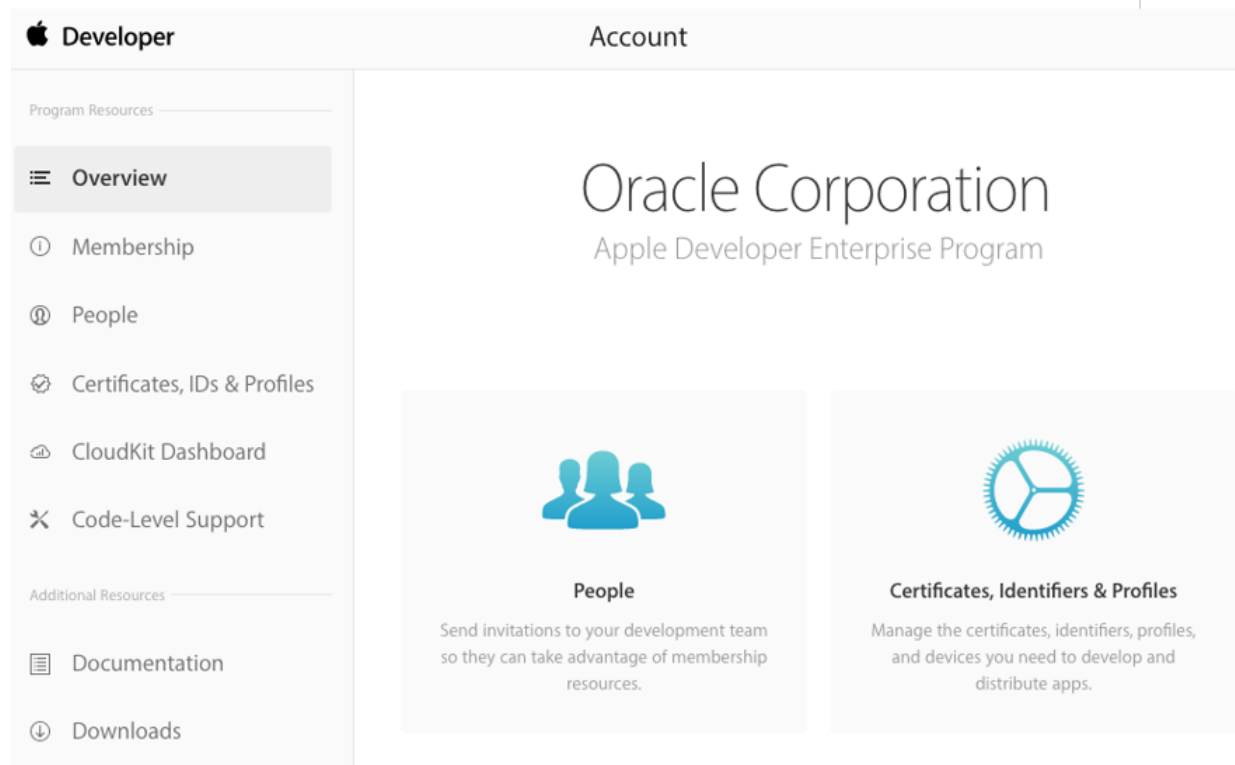 Developer
Account
Program Resources
Overview
Membership
People
Certificates, IDs & Profiles
CloudKit Dashboard
Code-Level Support
Additional Resources
Documentation
Downloads
Oracle Corporation
Apple Developer Enterprise Program
People
Send invitations to your development team
so they can take advantage of membership
resources.
Certificates, Identifiers & Profiles
Manage the certificates, identifiers, profiles,
and devices you need to develop and
distribute apps.